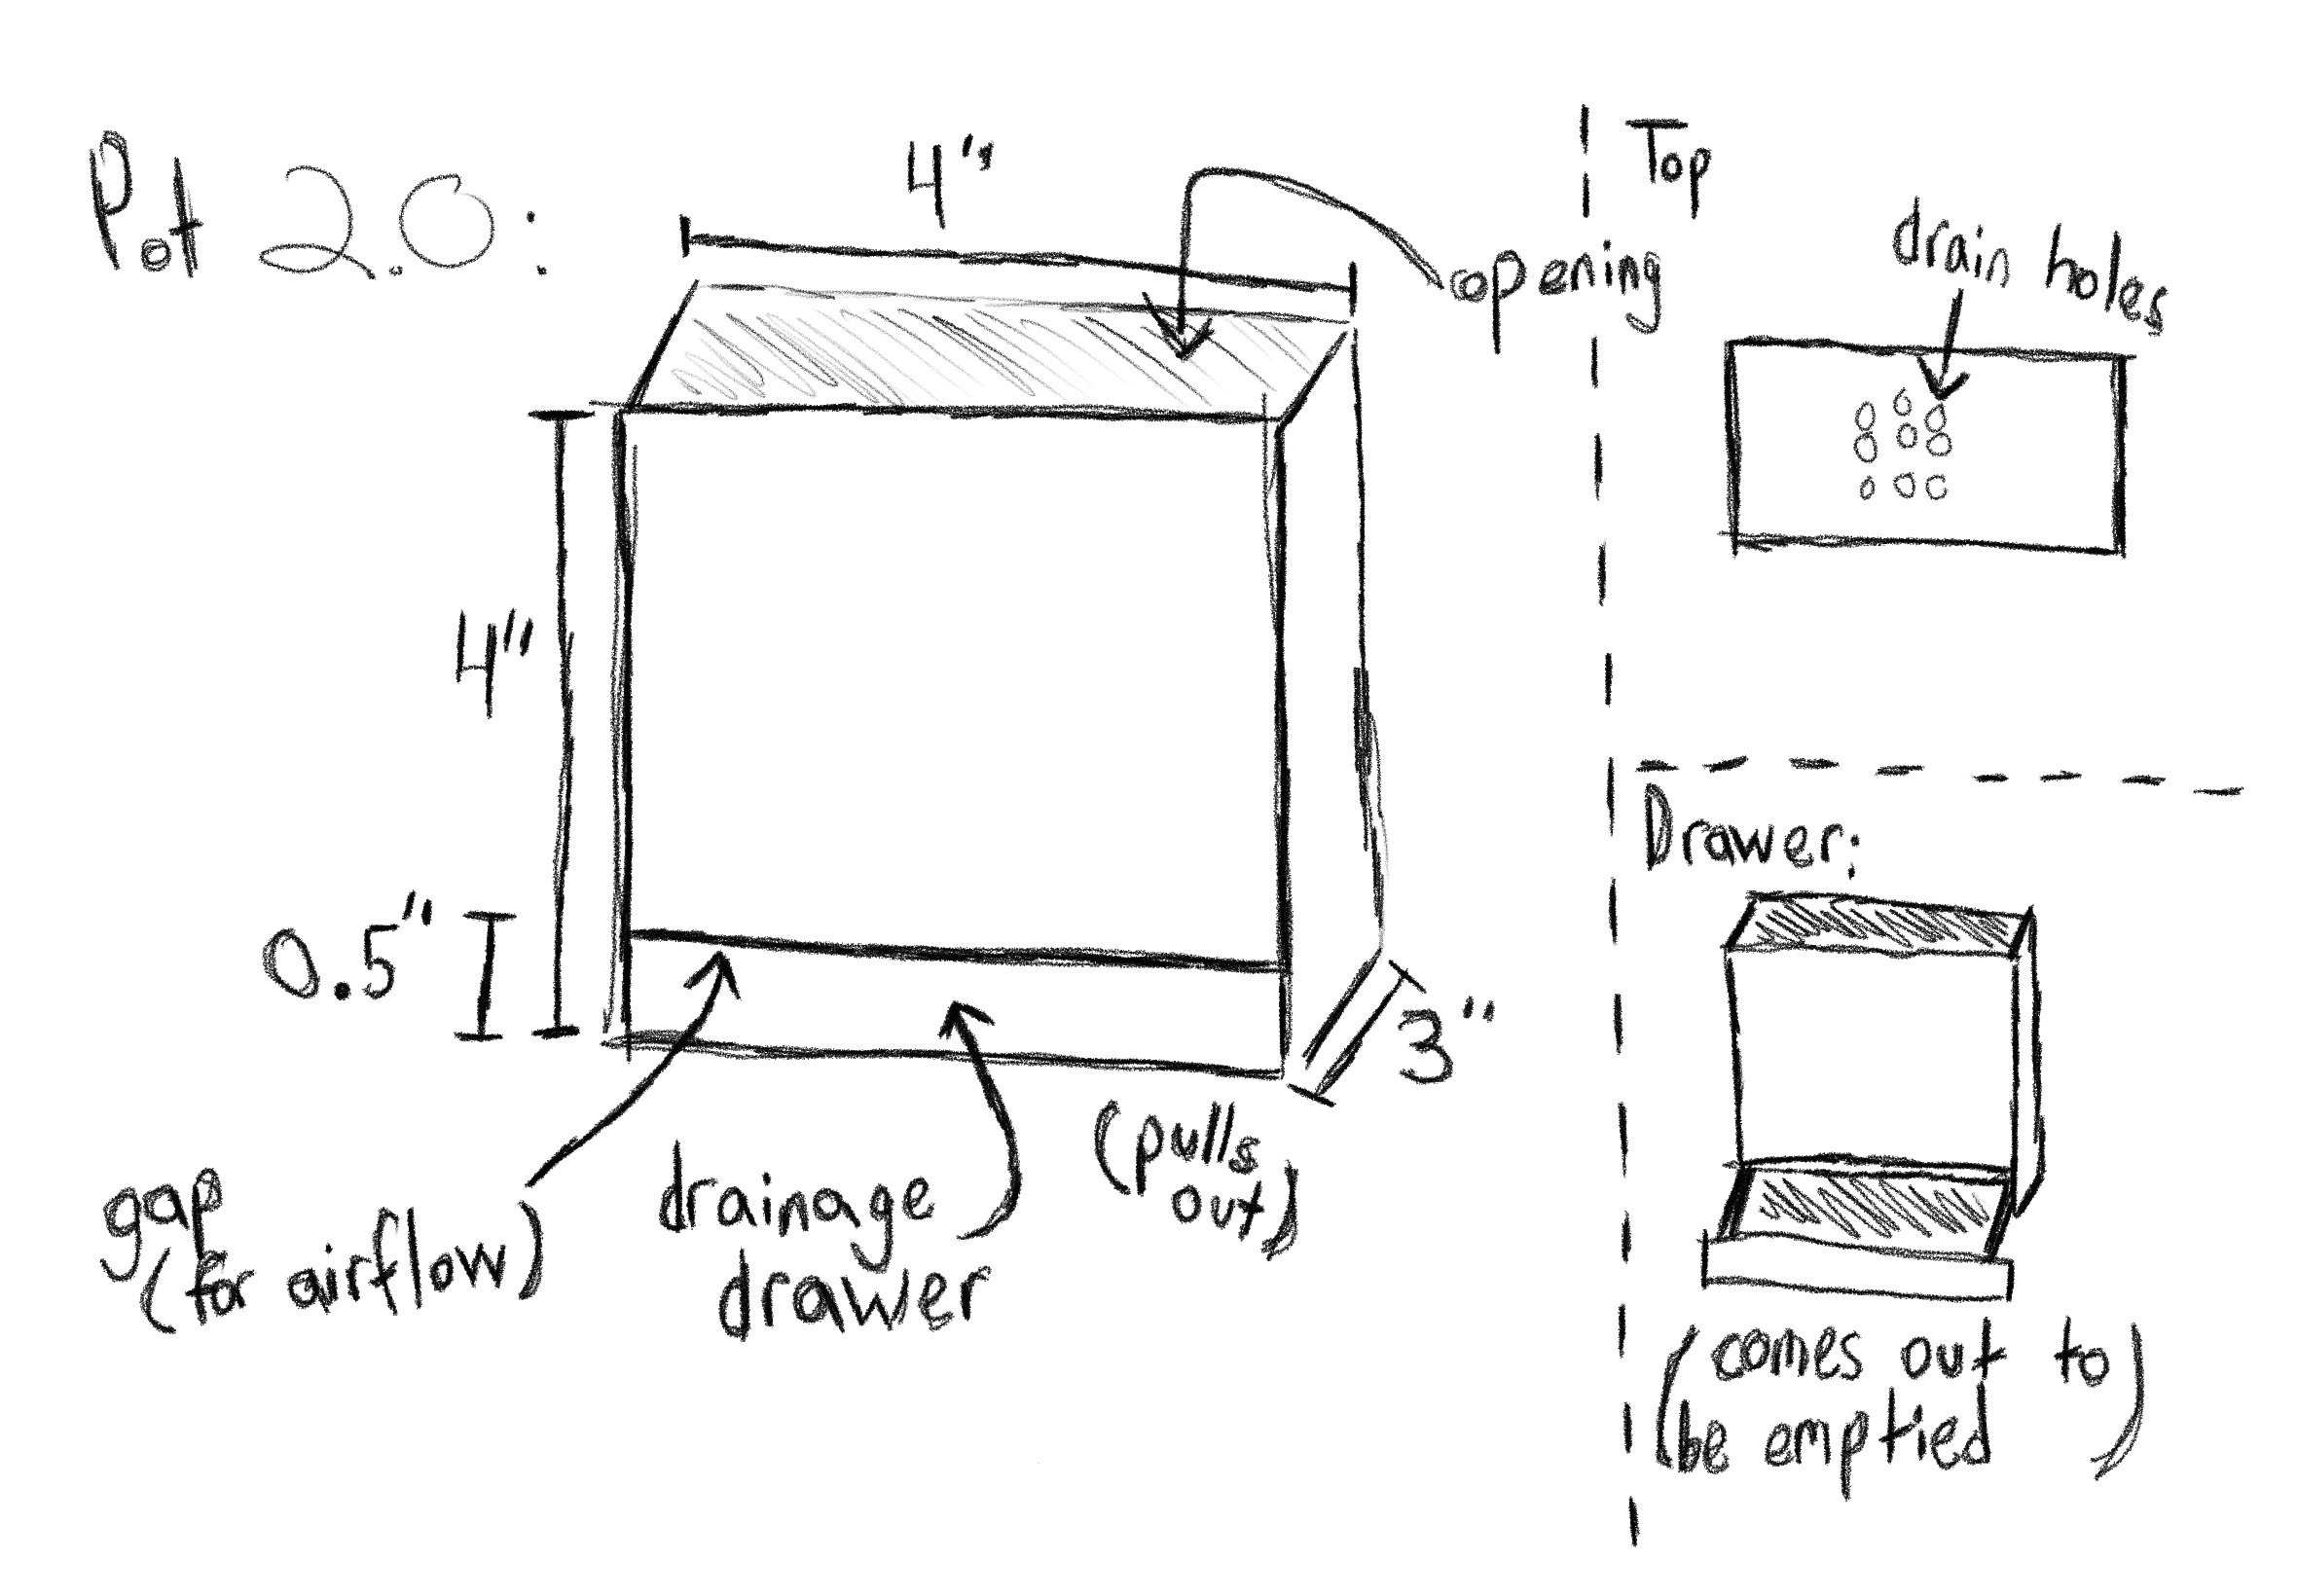 Pot 2.0:
4"
opening
4"
0.5"
3"
gap
(for airflow)
drainage
drawer
(pulls
out)
Top
drain holes
Drawer:
(comes out to
be emptied)